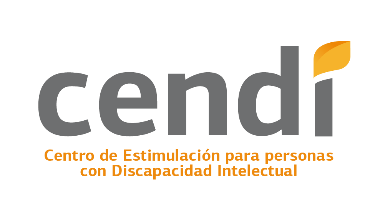 cendi
Centro de Estimulación para personas
con Discapacidad Intelectual